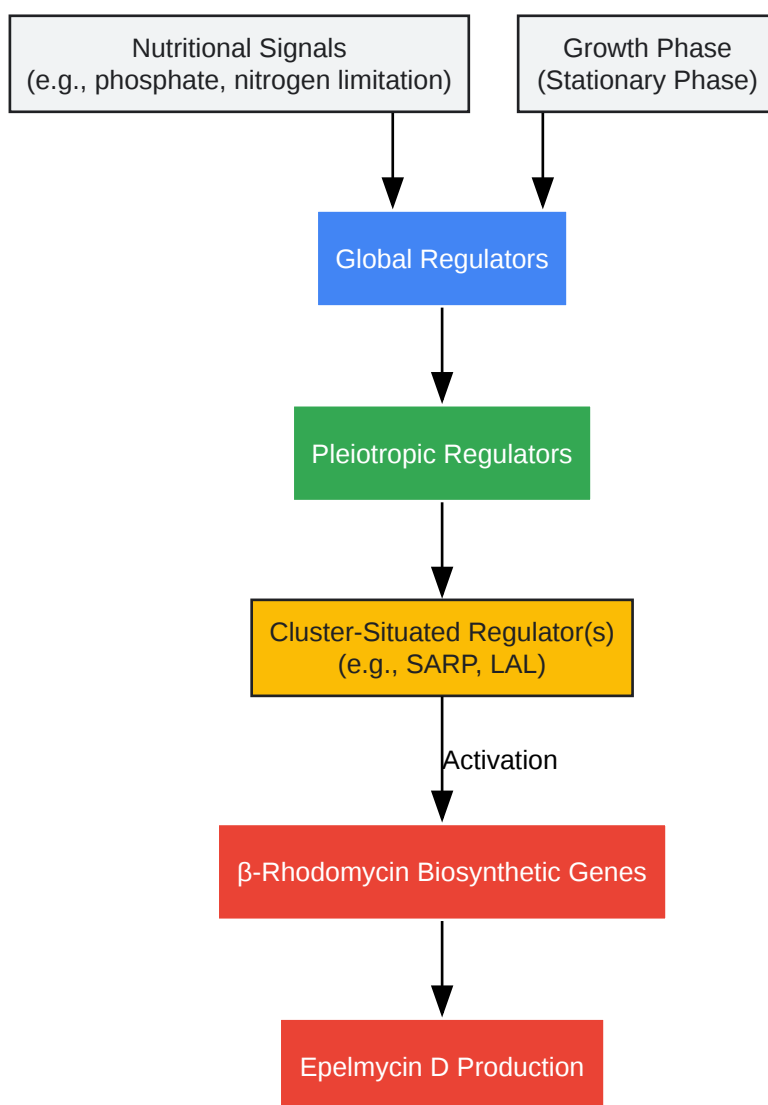 Nutritional Signals
(e.g., phosphate, nitrogen limitation)
Growth Phase
(Stationary Phase)
Global Regulators
Pleiotropic Regulators
Cluster-Situated Regulator(s)
(e.g., SARP, LAL)
Activation
β-Rhodomycin Biosynthetic Genes
Epelmycin D Production